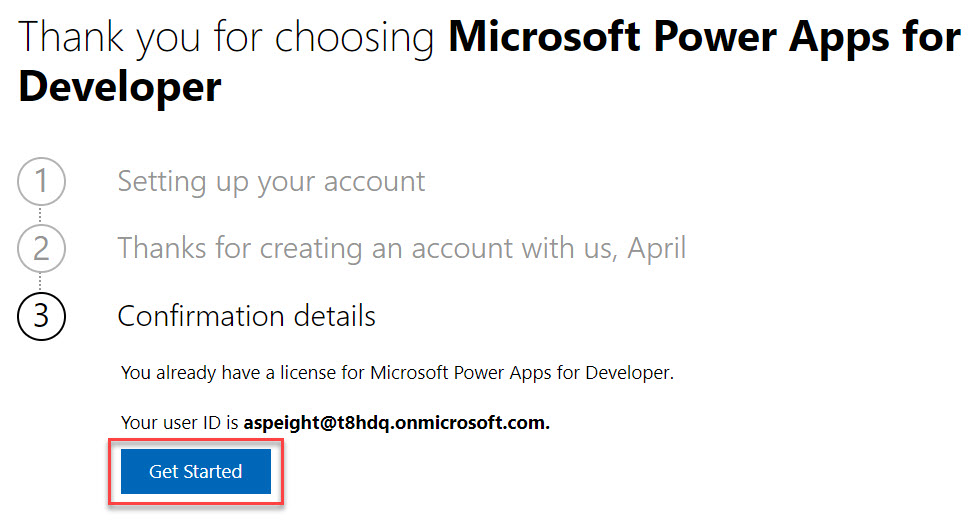 Thank you for choosing Microsoft Power Apps for
Developer
1 Setting up your account
2 Thanks for creating an account with us, April
3 Confirmation details
You already have a license for Microsoft Power Apps for Developer.
Your user ID is aspeight@t8hdq.onmicrosoft.com.
Get Started